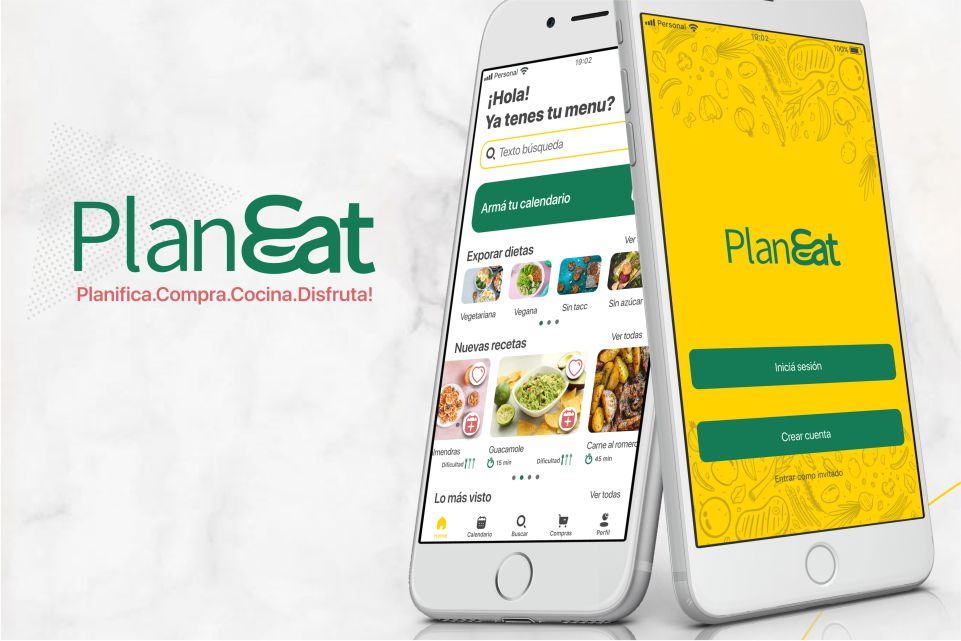 PlanEat
Planifica.Compra.Cocina.Disfruta!
Personal
19:02
¡Hola!
Ya tenes tu menu?
Texto búsqueda
Armá tu calendario
Exporar dietas
Ver
Vegetariana
Vegana
Sin tacc
Sin azúcar
Nuevas recetas
Ver todas
lmendras
Dificultad
Guacamole
15 min
Dificultad
Carne al romero
45 min
Lo más visto
Ver todas
Home
Calendario
Buscar
Compras
Perfil
Personal
19:02
100%
PlanEat
Iniciá sesión
Crear cuenta
Entrar como invitado